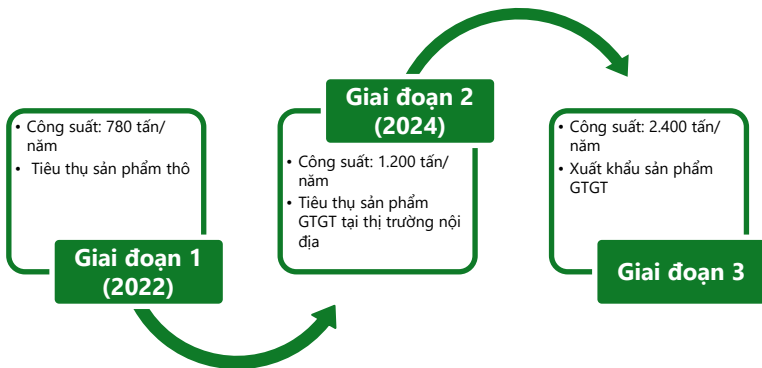 • Công suất: 780 tấn/
năm
• Tiêu thụ sản phẩm thô
Giai đoạn 1
(2022)
Giai đoạn 2
(2024)
• Công suất: 1.200 tấn/
năm
• Tiêu thụ sản phẩm
GTGT tại thị trường nội
địa
• Công suất: 2.400 tấn/
năm
• Xuất khẩu sản phẩm
GTGT
Giai đoạn 3